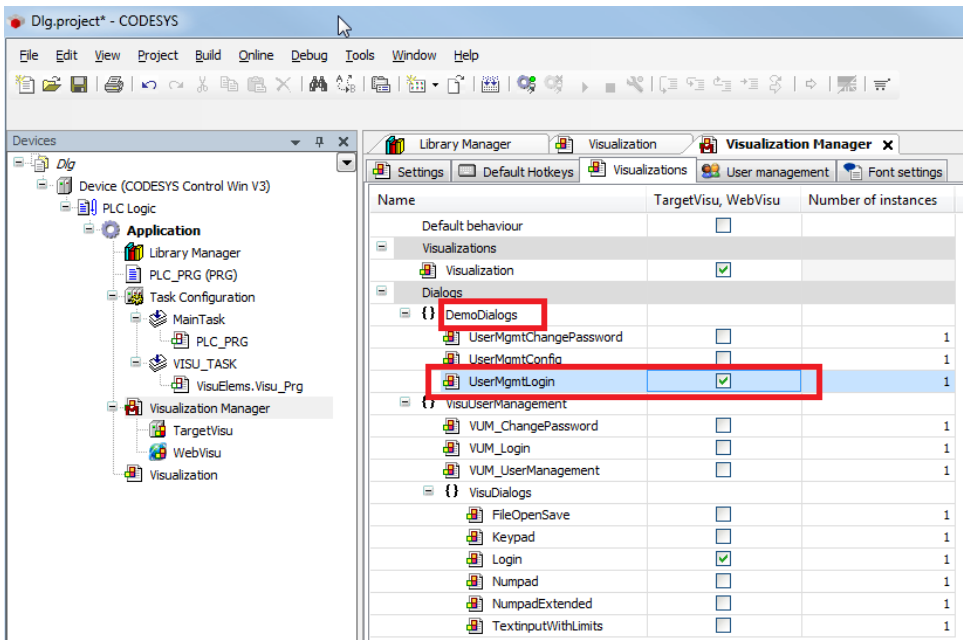 Dlg.project* - CODESYS
File Edit View Project Build Online Debug Tools Window Help
Devices
Library Manager Visualization Visualization Manager
Dlg
Settings Default Hotkeys Visualizations User management Font settings
Device (CODESYS Control Win V3)
Name TargetVisu, WebVisu Number of instances
PLC Logic
Default behaviour
Application
Visualizations
Library Manager
Visualization
PLC_PRG (PRG)
Dialogs
Task Configuration
DemoDialogs
MainTask
UserMgmtChangePassword 1
PLC_PRG
UserMgmtConfig 1
VISU_TASK
UserMgmtLogin 1
VisuElems.Visu_Prg
VisuUserManagement
Visualization Manager
VUM_ChangePassword 1
TargetVisu
VUM_Login 1
WebVisu
VUM_UserManagement 1
Visualization
VisuDialogs
FileOpenSave 1
Keypad 1
Login 1
Numpad 1
NumpadExtended 1
TextinputWithLimits 1